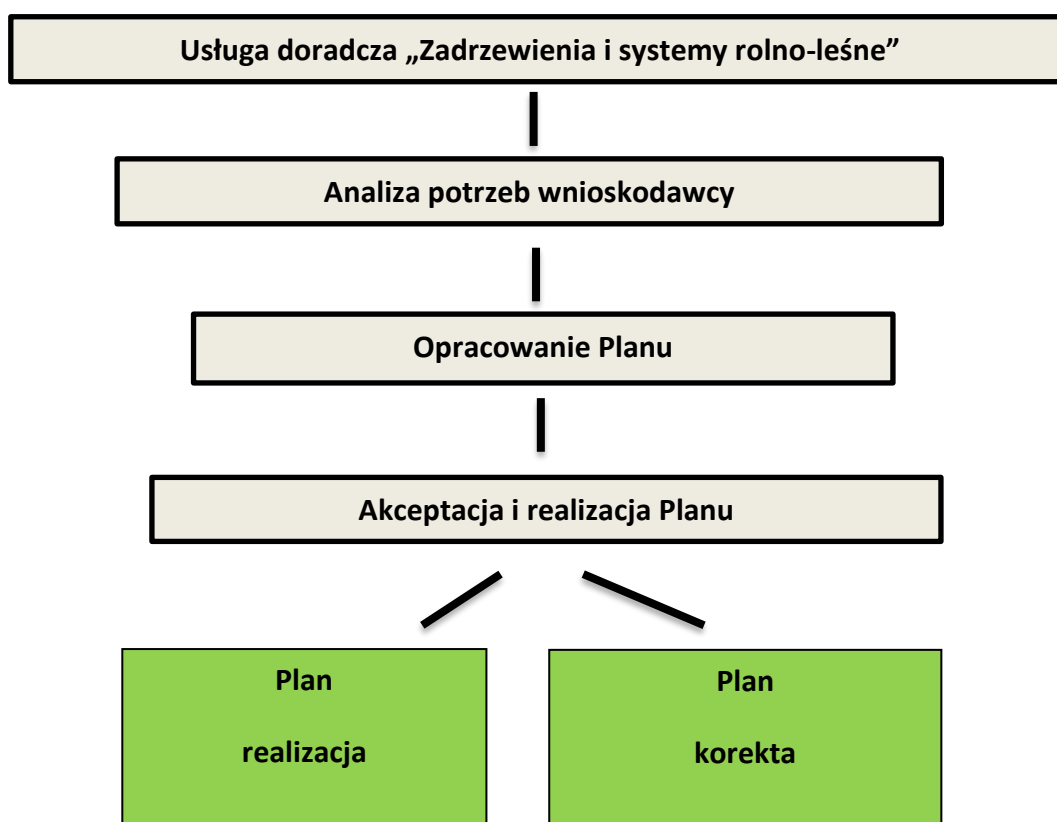 Usługa doradcza „Zadrzewienia i systemy rolno-leśne”
Analiza potrzeb wnioskodawcy
Opracowanie Planu
Akceptacja i realizacja Planu
Plan
realizacja
Plan
korekta